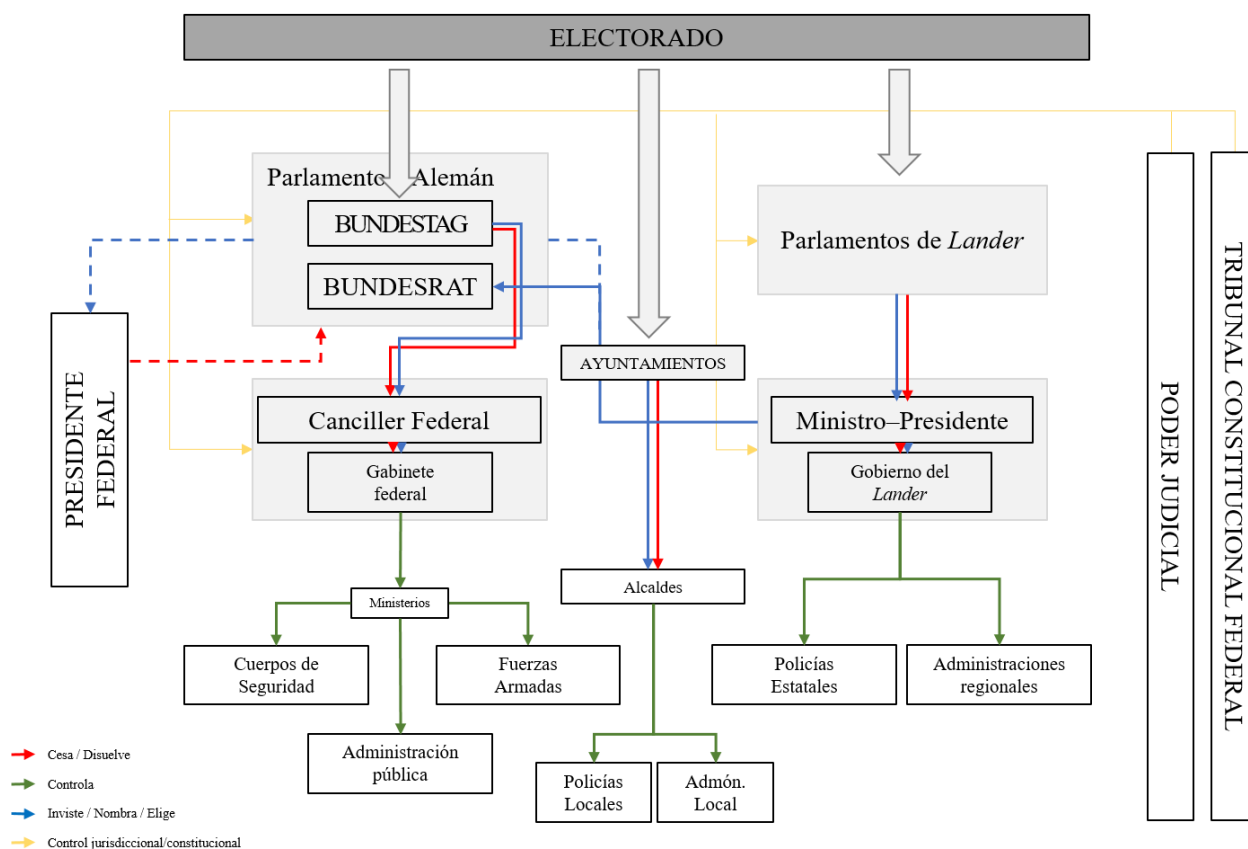 ELECTORADO
Parlamento Alemán
BUNDESTAG
BUNDESRAT
Parlamentos de Lander
PRESIDENTE
FEDERAL
AYUNTAMIENTOS
Canciller Federal
Gabinete
federal
Ministro–Presidente
Gobierno del
Lander
PODER JUDICIAL
TRIBUNAL CONSTITUCIONAL FEDERAL
Ministerios
Alcaldes
Cuerpos de
Seguridad
Fuerzas
Armadas
Policías
Estatales
Administraciones
regionales
Administración
pública
Policías
Locales
Admón.
Local
Cesa / Disuelve
Controla
Inviste / Nombra / Elige
Control jurisdiccional/constitucional